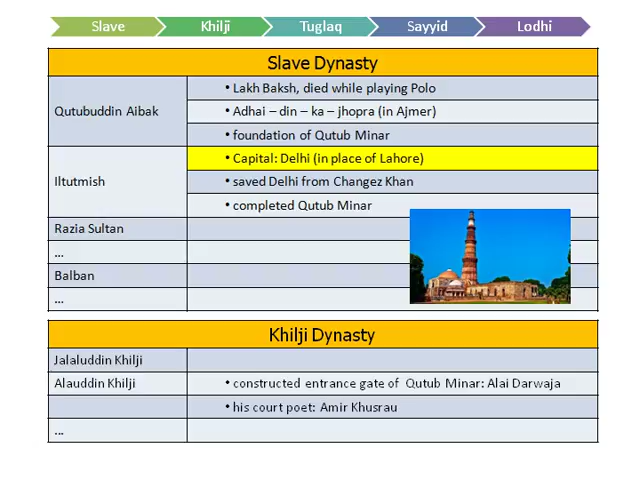 Slave Khilji Tuglaq Sayyid Lodhi
Slave Dynasty
Qutubuddin Aibak
• Lakh Baksh, died while playing Polo
• Adhai – din – ka – jhopra (in Ajmer)
• foundation of Qutub Minar
Iltutmish
• Capital: Delhi (in place of Lahore)
• saved Delhi from Changez Khan
• completed Qutub Minar
Razia Sultan
...
Balban
...
Khilji Dynasty
Jalaluddin Khilji
Alauddin Khilji
• constructed entrance gate of Qutub Minar: Alai Darwaja
• his court poet: Amir Khusrau
...